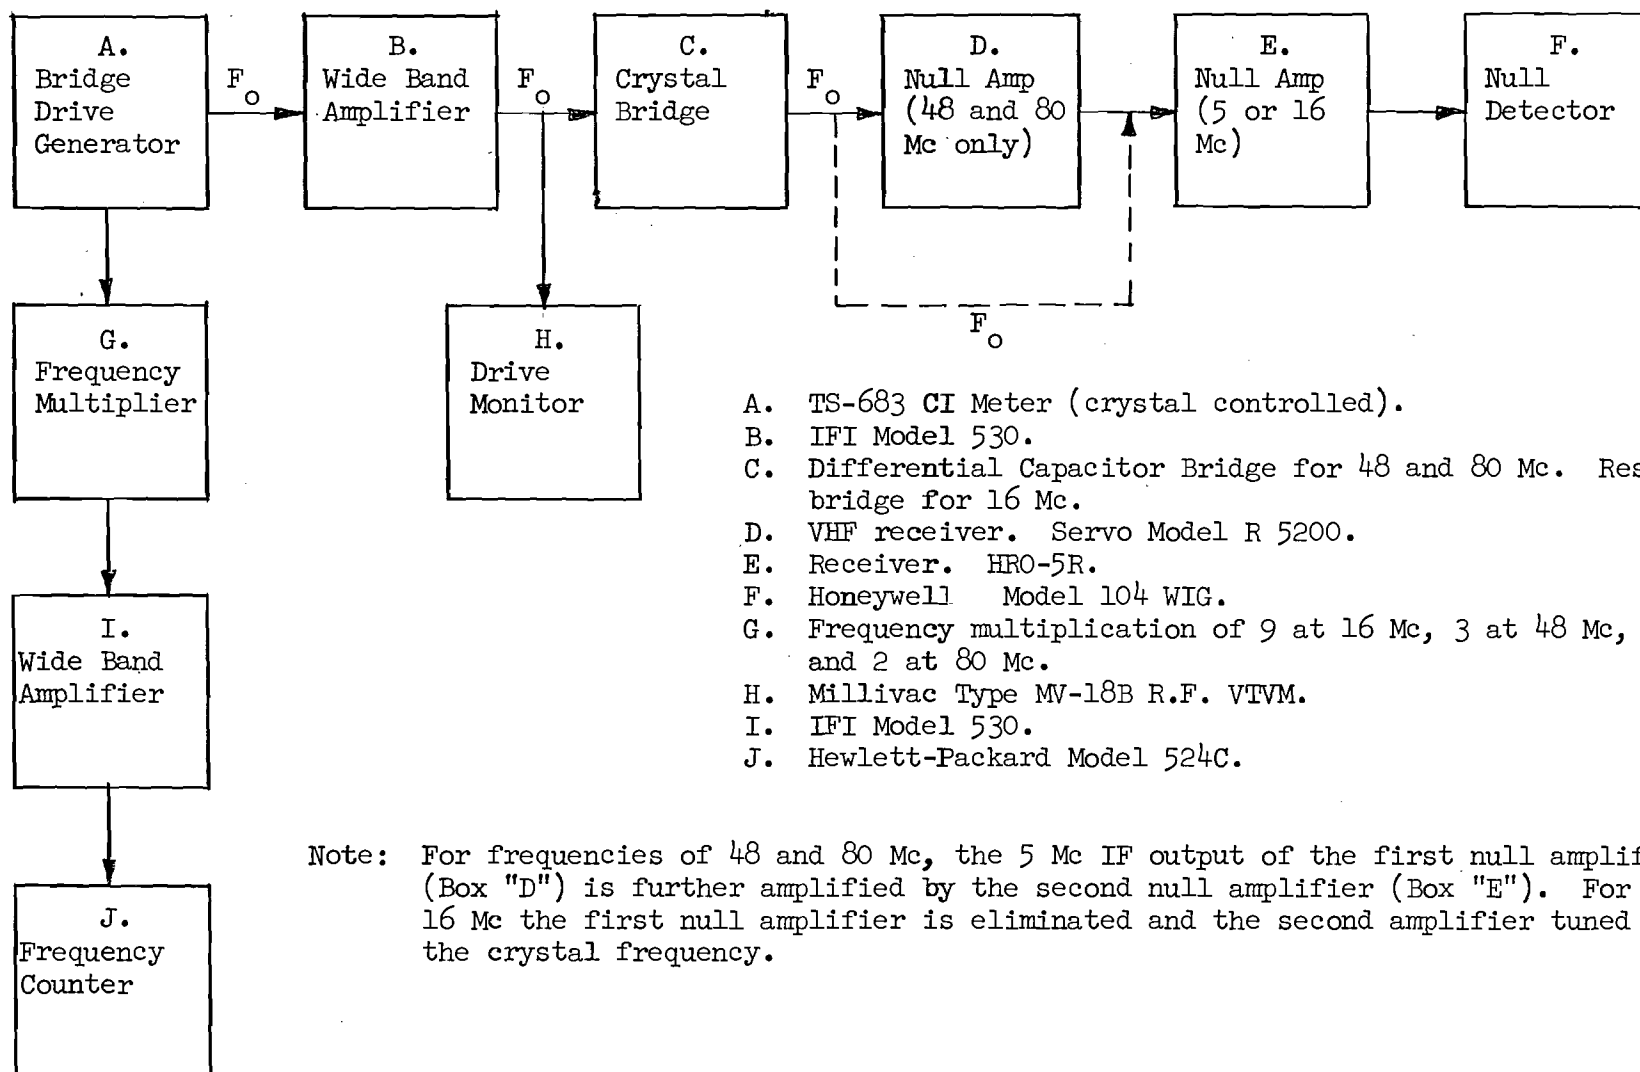 A.
Bridge
Drive
Generator
F_o
B.
Wide Band
Amplifier
F_o
C.
Crystal
Bridge
F_o
D.
Null Amp
(48 and 80
Mc only)
E.
Null Amp
(5 or 16
Mc)
F.
Null
Detector
F_o
G.
Frequency
Multiplier
H.
Drive
Monitor
I.
Wide Band
Amplifier
J.
Frequency
Counter
A. TS-683 CI Meter (crystal controlled).
B. IFI Model 530.
C. Differential Capacitor Bridge for 48 and 80 Mc.
bridge for 16 Mc.
D. VHF receiver. Servo Model R 5200.
E. Receiver. HRO-5R.
F. Honeywell Model 104 WIG.
G. Frequency multiplication of 9 at 16 Mc, 3 at 48 Mc,
and 2 at 80 Mc.
H. Millivac Type MV-18B R.F. VTVM.
I. IFI Model 530.
J. Hewlett-Packard Model 524C.
Note: For frequencies of 48 and 80 Mc, the 5 Mc IF output of the first null
(Box "D") is further amplified by the second null amplifier (Box "E"). For
16 Mc the first null amplifier is eliminated and the second amplifier tuned
the crystal frequency.